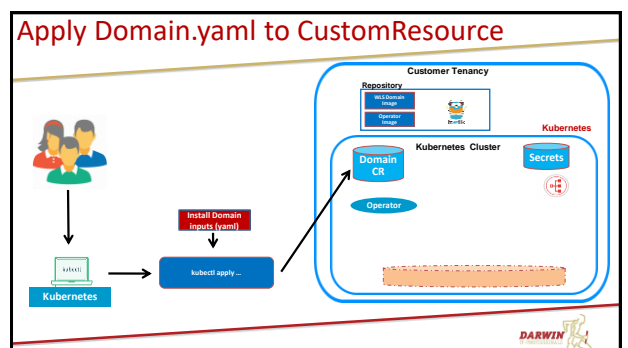 Apply Domain.yaml to CustomResource
Customer Tenancy
Repository
WLS Domain
Image
Operator
Image
Kubernetes
Kubernetes Cluster
Domain
CR
Secrets
Operator
Install Domain
inputs (yaml)
kubectl
kubectl apply ...
Kubernetes
DARWIN